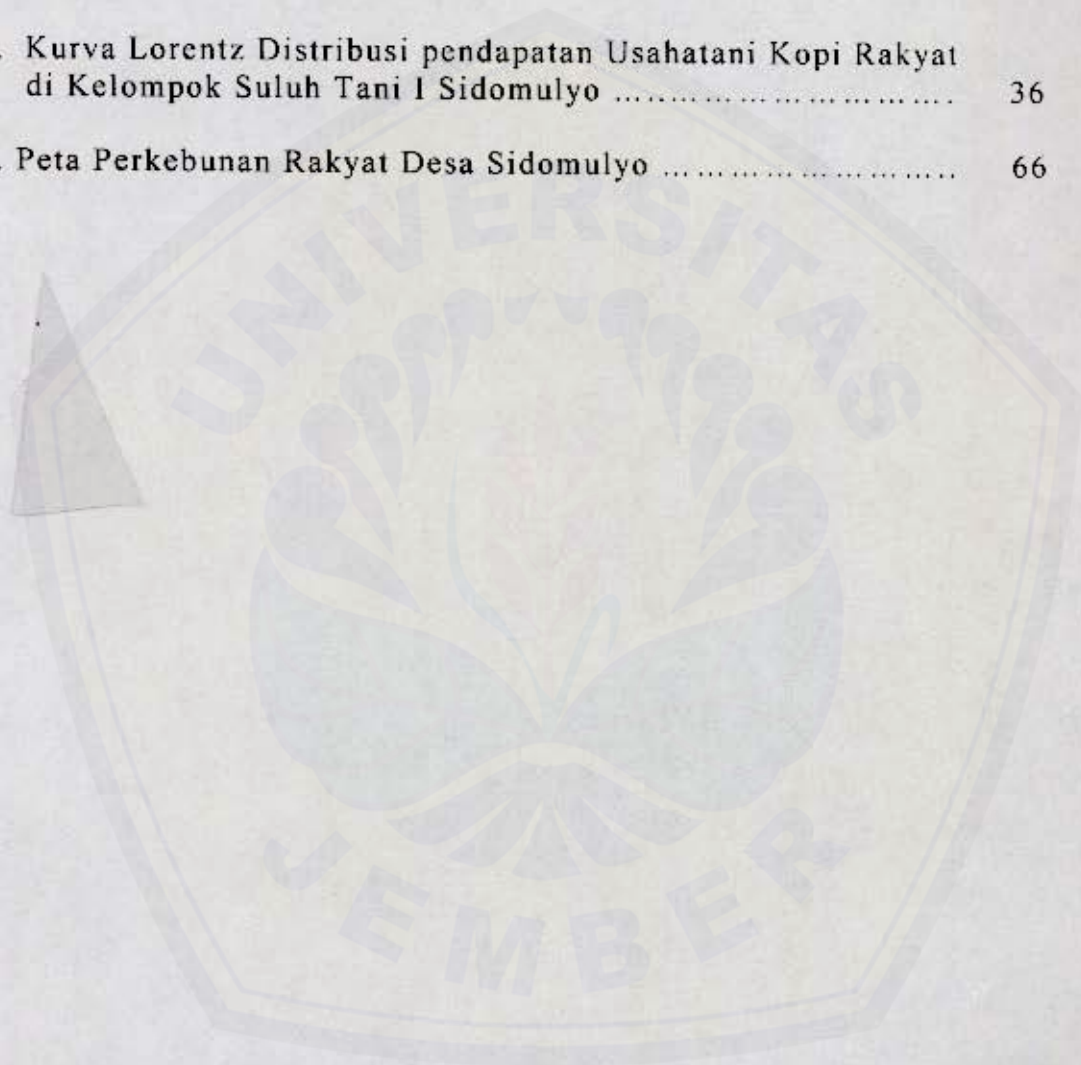 . Kurva Lorentz Distribusi pendapatan Usahatani Kopi Rakyat
di Kelompok Suluh Tani I Sidomulyo ................................. 36
. Peta Perkebunan Rakyat Desa Sidomulyo ............................. 66
UNIVERSITAS
JEMBER